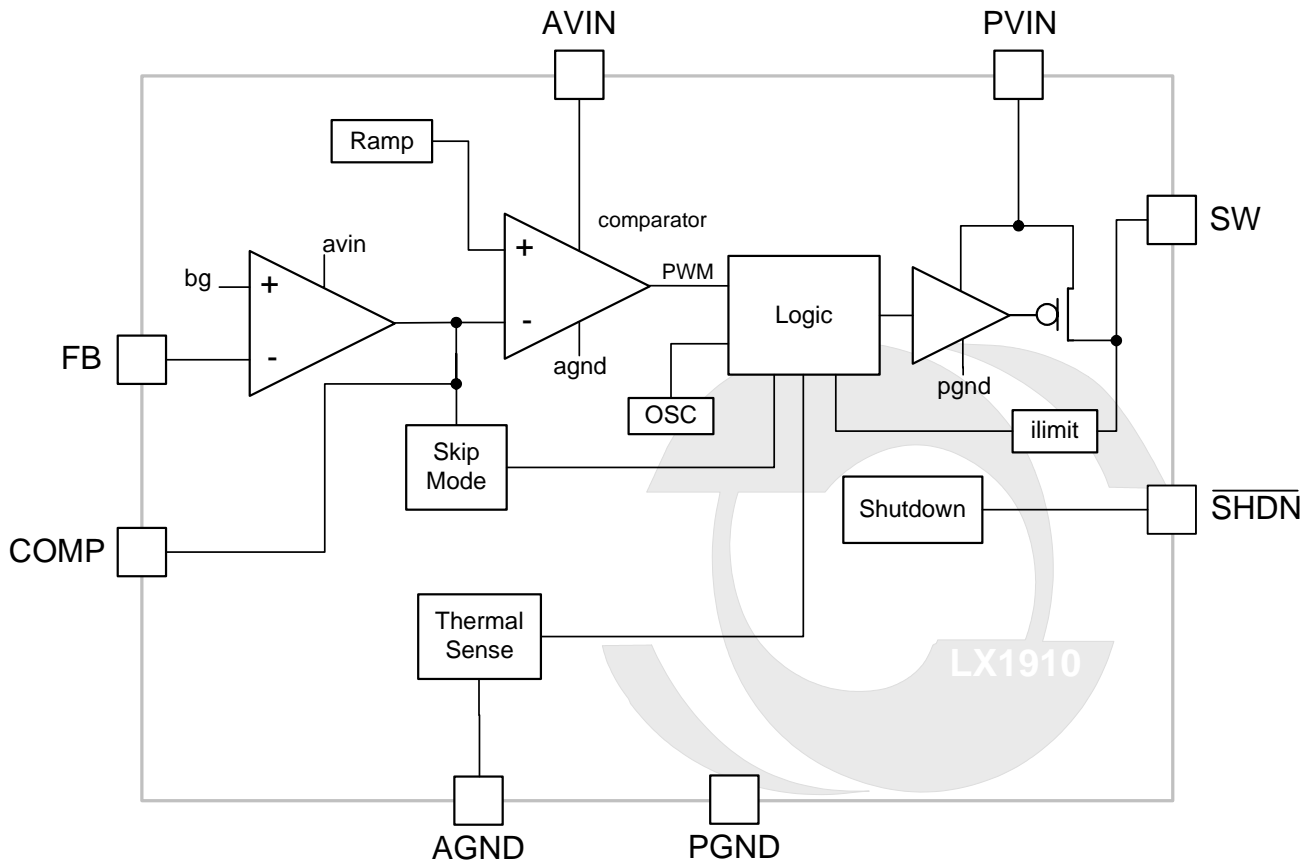 AVIN
PVIN
Ramp
SW
comparator
avin
+
PWM
bg
+
Logic
-
FB
-
agnd
pgnd
OSC
ilimit
Skip
Mode
Shutdown
SHDN
COMP
Thermal
Sense
LX1910
AGND
PGND